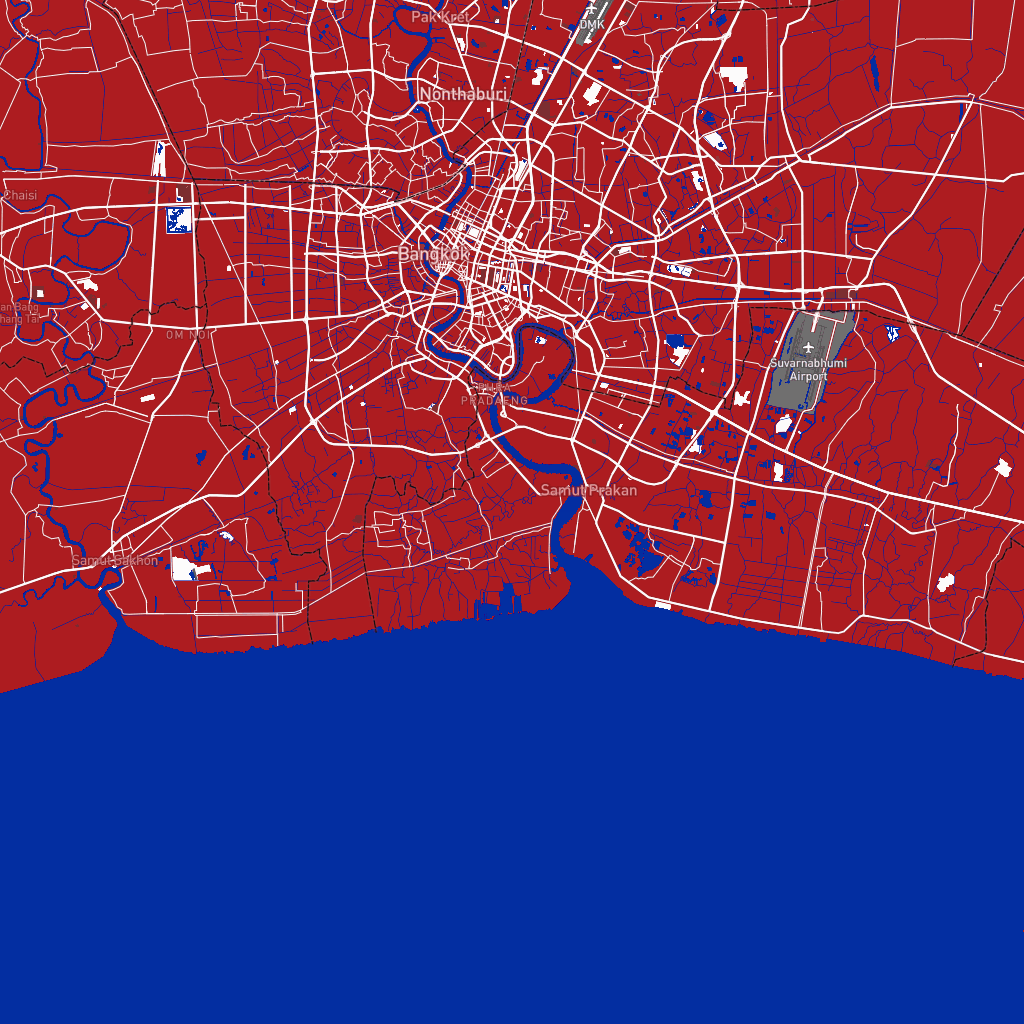 Pak Kret
DMK
Nonthaburi
Chaisi
Bangkok
OM NOI
Suvarnabhumi
Airport
PHRA
PRADAENG
Samut Prakan
Samut Sakhon